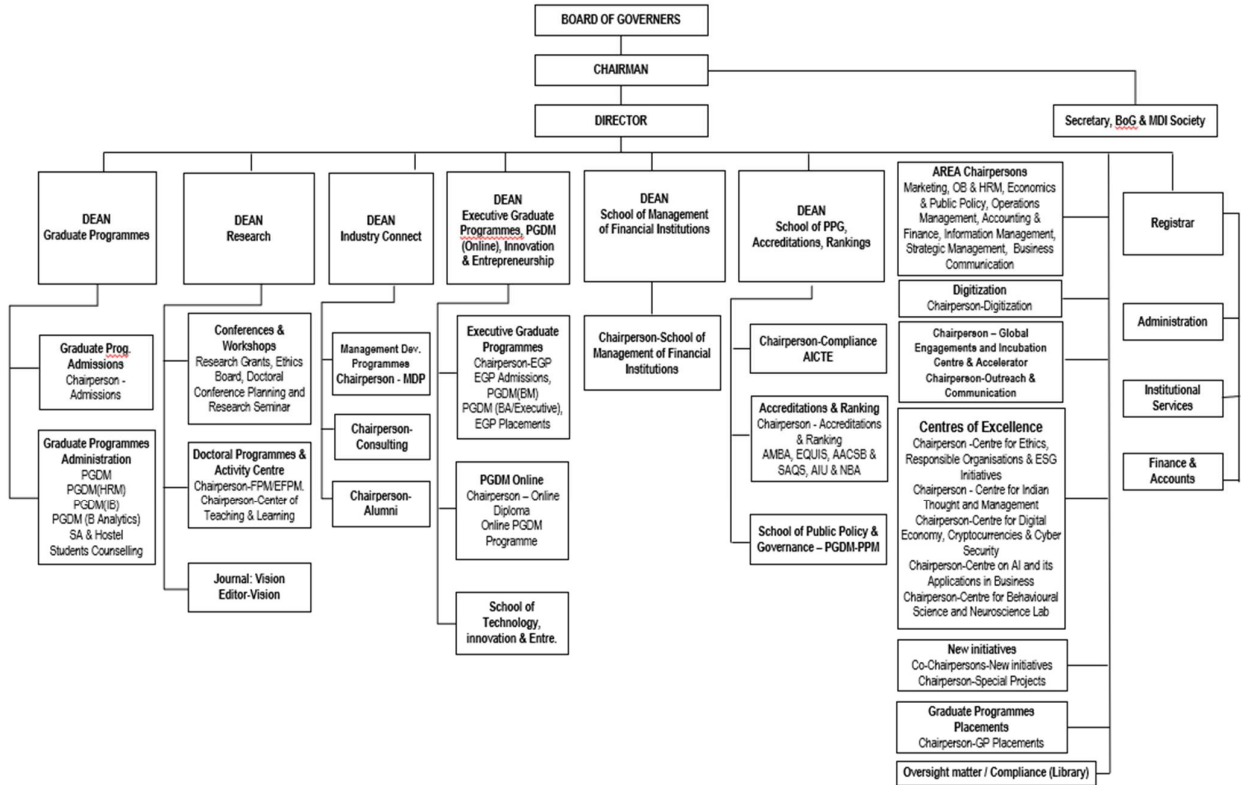 BOARD OF GOVERNERS
CHAIRMAN
DIRECTOR
Secretary, BoG & MDI Society
DEAN
Graduate Programmes
Graduate Prog.
Admissions
Chairperson -
Admissions
Graduate Programmes
Administration
PGDM
PGDM(HRM)
PGDM(IB)
PGDM (B Analytics)
SA & Hostel
Students Counselling
DEAN
Research
Conferences &
Workshops
Research Grants, Ethics
Board, Doctoral
Conference Planning and
Research Seminar
Doctoral Programmes &
Activity Centre
Chairperson-FPM/EFPM.
Chairperson-Center of
Teaching & Learning
Journal: Vision
Editor-Vision
DEAN
Industry Connect
Management Dev.
Programmes
Chairperson - MDP
Chairperson-
Consulting
Chairperson-
Alumni
DEAN
Executive Graduate
Programmes, PGDM
(Online), Innovation
& Entrepreneurship
Executive Graduate
Programmes
Chairperson-EGP
EGP Admissions,
PGDM(BM)
PGDM (BA/Executive),
EGP Placements
PGDM Online
Chairperson – Online
Diploma
Online PGDM
Programme
School of
Technology,
innovation & Entre.
DEAN
School of Management
of Financial Institutions
Chairperson-School of
Management of Financial
Institutions
DEAN
School of PPG,
Accreditations, Rankings
Chairperson-Compliance
AICTE
Accreditations & Ranking
Chairperson - Accreditations
& Ranking
AMBA, EQUIS, AACSB &
SAQS, AIU & NBA
School of Public Policy &
Governance – PGDM-PPM
AREA Chairpersons
Marketing, OB & HRM, Economics
& Public Policy, Operations
Management, Accounting &
Finance, Information Management,
Strategic Management, Business
Communication
Digitization
Chairperson-Digitization
Chairperson – Global
Engagements and Incubation
Centre & Accelerator
Chairperson-Outreach &
Communication
Centres of Excellence
Chairperson -Centre for Ethics,
Responsible Organisations & ESG
Initiatives
Chairperson - Centre for Indian
Thought and Management
Chairperson-Centre for Digital
Economy, Cryptocurrencies & Cyber
Security
Chairperson-Centre on AI and its
Applications in Business
Chairperson-Centre for Behavioural
Science and Neuroscience Lab
New initiatives
Co-Chairpersons-New initiatives
Chairperson-Special Projects
Graduate Programmes
Placements
Chairperson-GP Placements
Oversight matter / Compliance (Library)
Registrar
Administration
Institutional
Services
Finance &
Accounts